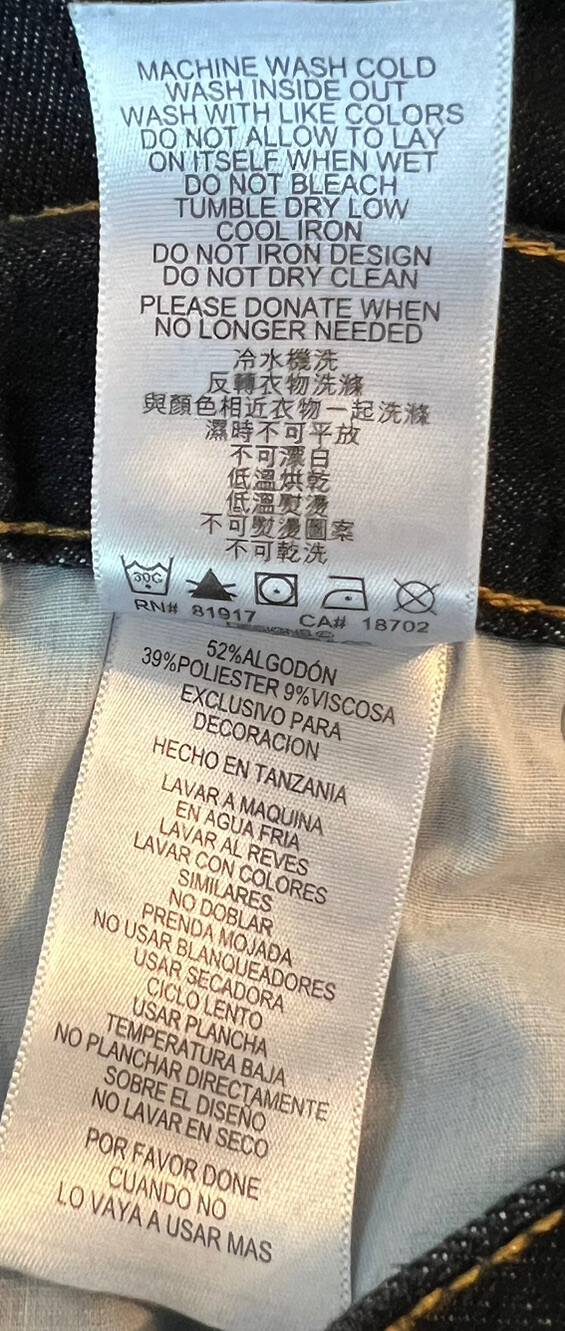 MACHINE WASH COLD
WASH INSIDE OUT
WASH WITH LIKE COLORS
DO NOT ALLOW TO LAY
ON ITSELF WHEN WET
DO NOT BLEACH
TUMBLE DRY LOW
COOL IRON
DO NOT IRON DESIGN
DO NOT DRY CLEAN
PLEASE DONATE WHEN
NO LONGER NEEDED
冷水機洗
反轉衣物洗滌
與顏色相近衣物一起洗滌
濕時不可平放
不可漂白
低溫烘乾
低溫熨燙
不可熨燙圖案
不可乾洗
30C
RN# 81917 CA# 18702
52%ALGODÓN
39%POLIESTER 9%VISCOSA
EXCLUSIVO PARA
DECORACION
HECHO EN TANZANIA
LAVAR A MAQUINA
EN AGUA FRIA
LAVAR AL REVES
LAVAR CON COLORES
SIMILARES
NO DOBLAR
PRENDA MOJADA
NO USAR BLANQUEADORES
USAR SECADORA
CICLO LENTO
USAR PLANCHA
TEMPERATURA BAJA
NO PLANCHAR DIRECTAMENTE
SOBRE EL DISEÑO
NO LAVAR EN SECO
POR FAVOR DONE
CUANDO NO
LO VAYA A USAR MAS